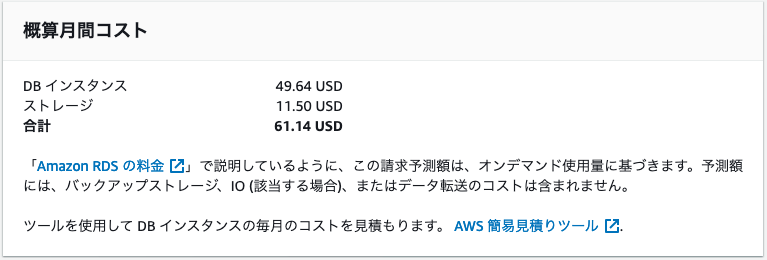 概算月間コスト
DB インスタンス 49.64 USD
ストレージ 11.50 USD
合計 61.14 USD
「Amazon RDS の料金」で説明しているように、この請求予測額は、オンデマンド使用量に基づきます。予測額
には、バックアップストレージ、IO (該当する場合)、またはデータ転送のコストは含まれません。
ツールを使用して DB インスタンスの毎月のコストを見積もります。 AWS 簡易見積りツール.